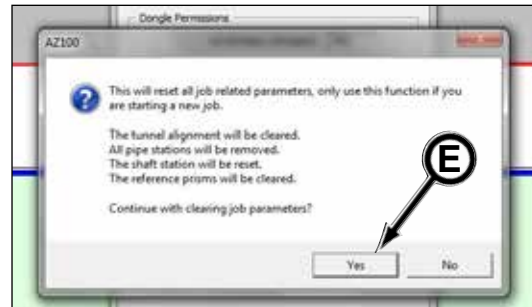 Dongle Permissions
AZ100
This will reset all job related parameters, only use this function if you
are starting a new job.
The tunnel alignment will be cleared.
All pipe stations will be removed.
The shaft station will be reset.
The reference prisms will be cleared.
Continue with clearing job parameters?
E
Yes
No